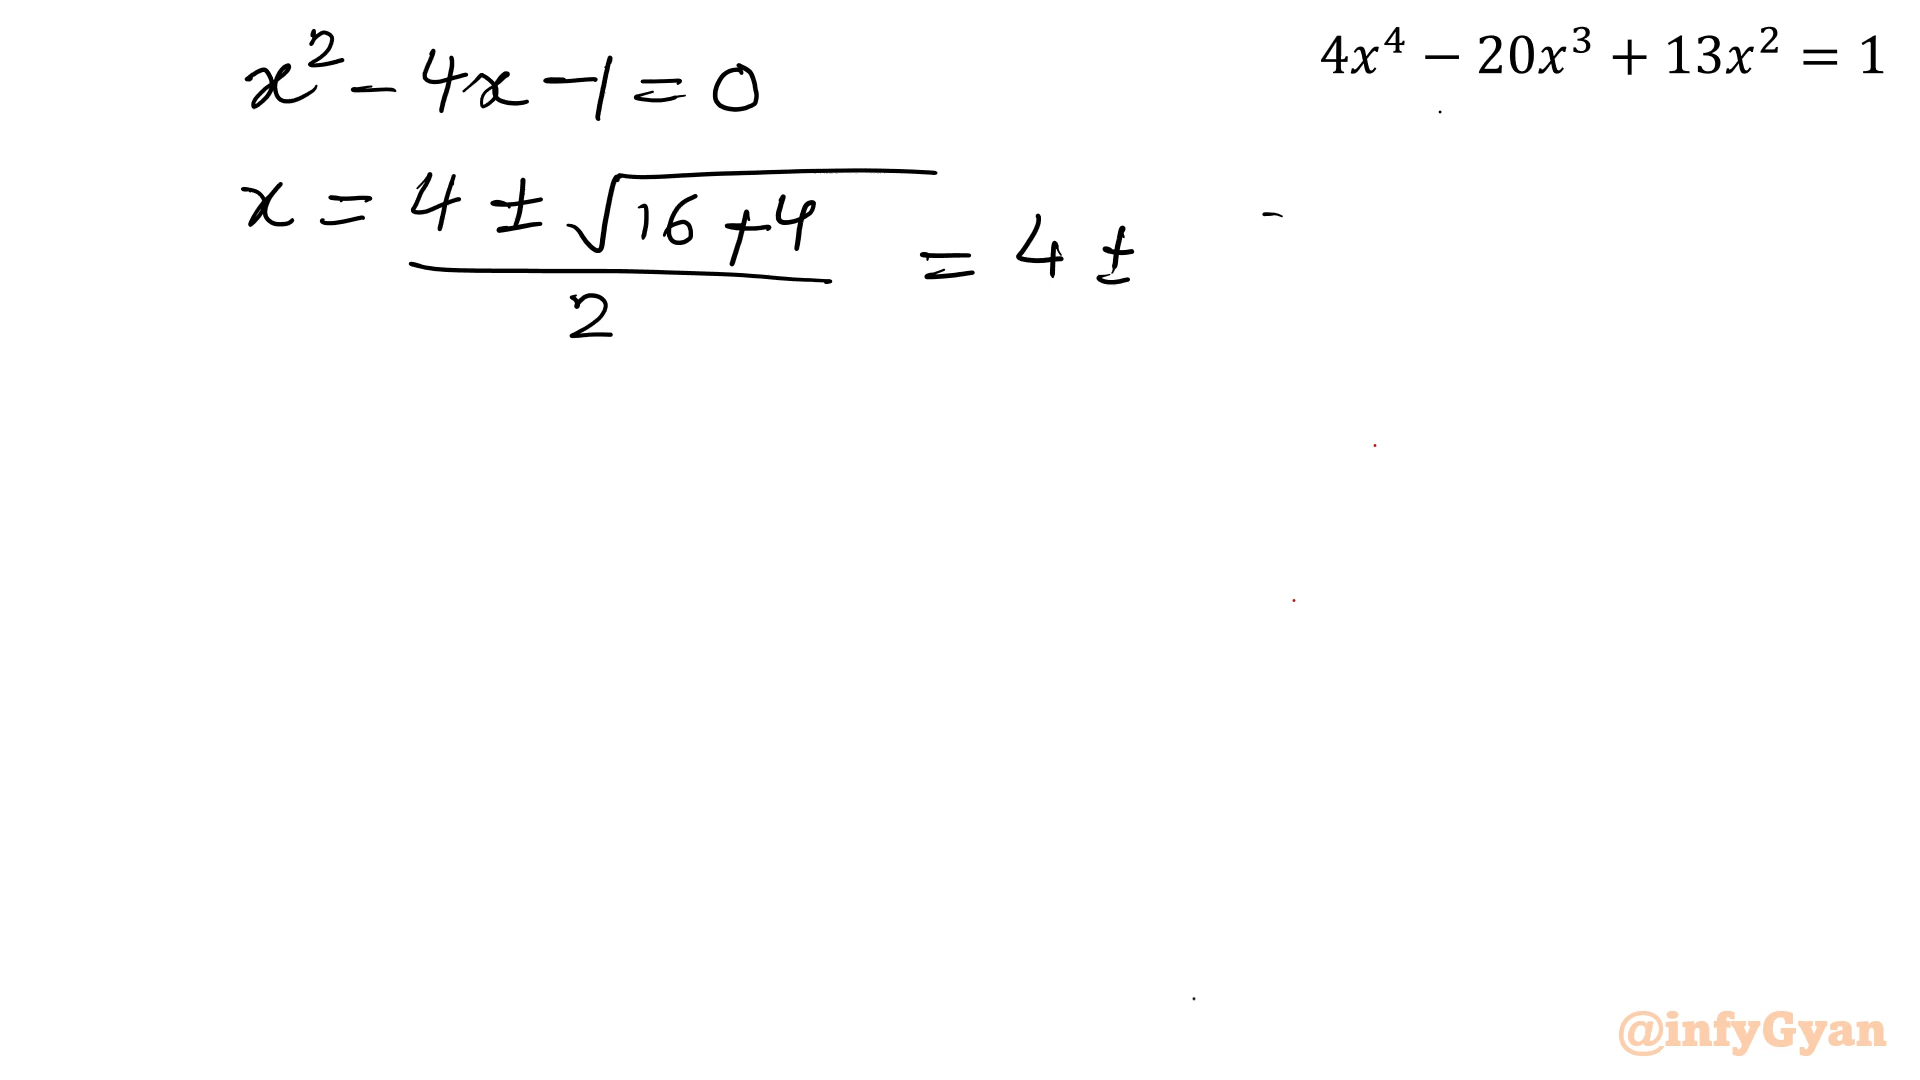 x² - 4x - 1 = 0
4x⁴ − 20x³ + 13x² = 1
x = (4 ± √(16 + 4))/2 = 4 ±
@infyGyan